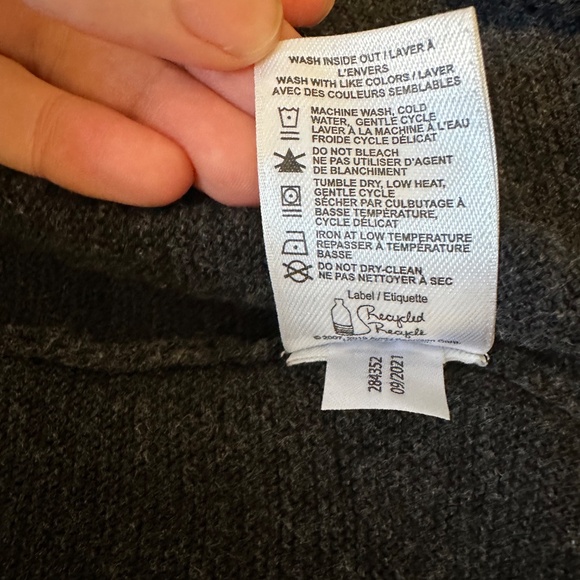 WASH INSIDE OUT / LAVER À
L'ENVERS
WASH WITH LIKE COLORS / LAVER
AVEC DES COULEURS SEMBLABLES
MACHINE WASH, COLD
WATER, GENTLE CYCLE
LAVER À LA MACHINE À L'EAU
FROIDE CYCLE DÉLICAT
DO NOT BLEACH
NE PAS UTILISER D'AGENT
DE BLANCHIMENT
TUMBLE DRY, LOW HEAT,
GENTLE CYCLE
SÉCHER PAR CULBUTAGE À
BASSE TEMPÉRATURE,
CYCLE DÉLICAT
IRON AT LOW TEMPERATURE
REPASSER À TEMPÉRATURE
BASSE
DO NOT DRY-CLEAN
NE PAS NETTOYER À SEC
Label / Etiquette
Recycled
Recycle
© 2007, Corp.
284352
09/2021